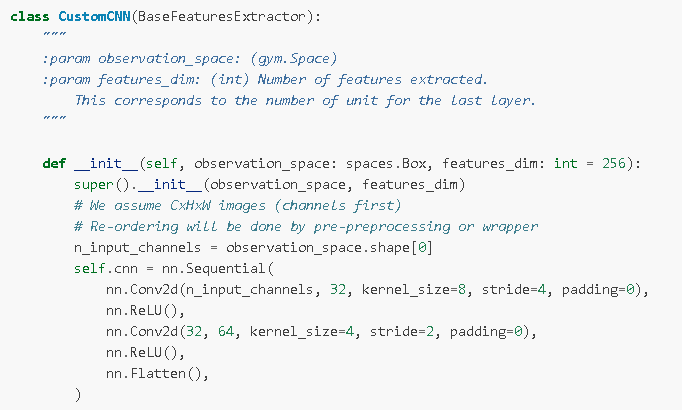 class CustomCNN(BaseFeaturesExtractor):
    """
    :param observation_space: (gym.Space)
    :param features_dim: (int) Number of features extracted.
        This corresponds to the number of unit for the last layer.
    """

    def __init__(self, observation_space: spaces.Box, features_dim: int = 256):
        super().__init__(observation_space, features_dim)
        # We assume CxHxW images (channels first)
        # Re-ordering will be done by pre-preprocessing or wrapper
        n_input_channels = observation_space.shape[0]
        self.cnn = nn.Sequential(
            nn.Conv2d(n_input_channels, 32, kernel_size=8, stride=4, padding=0),
            nn.ReLU(),
            nn.Conv2d(32, 64, kernel_size=4, stride=2, padding=0),
            nn.ReLU(),
            nn.Flatten(),
        )